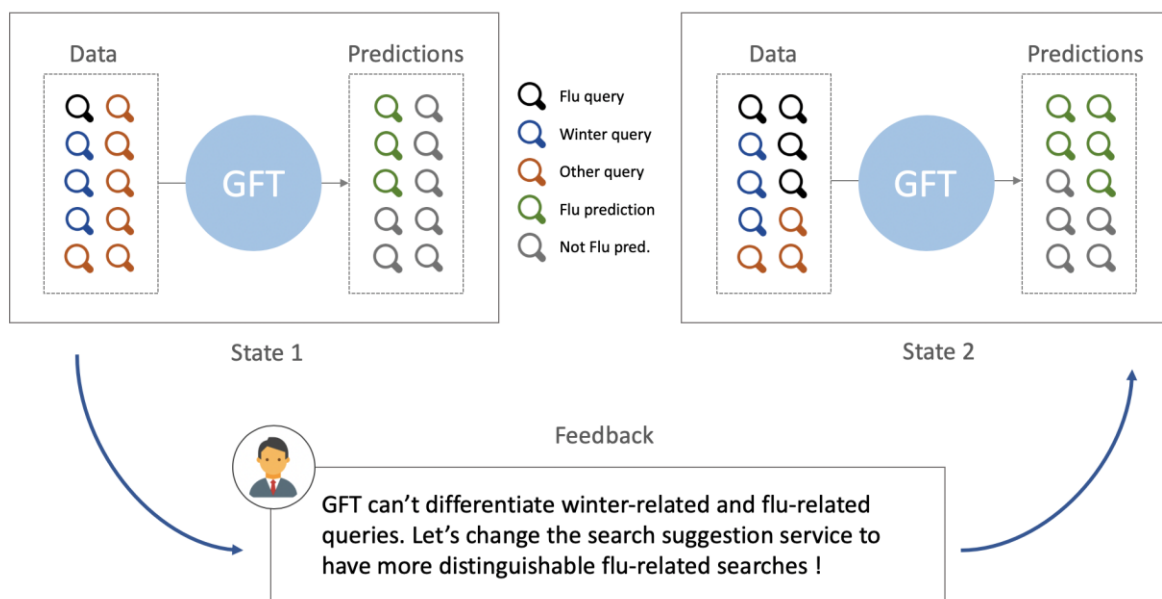 Data
Predictions
GFT
State 1
Flu query
Winter query
Other query
Flu prediction
Not Flu pred.
Data
Predictions
GFT
State 2
Feedback
GFT can’t differentiate winter-related and flu-related
queries. Let’s change the search suggestion service to
have more distinguishable flu-related searches !